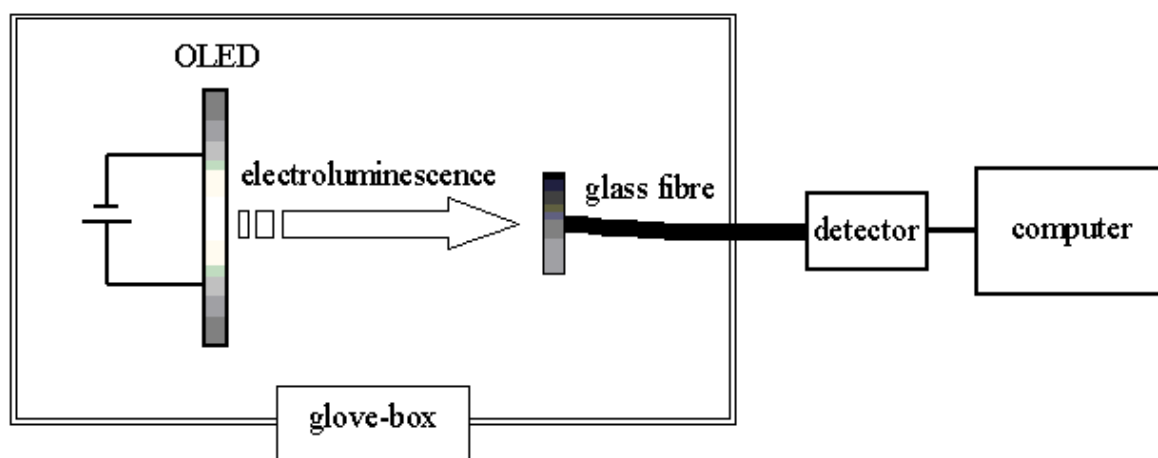 OLED
electroluminescence
glass fibre
detector
computer
glove-box